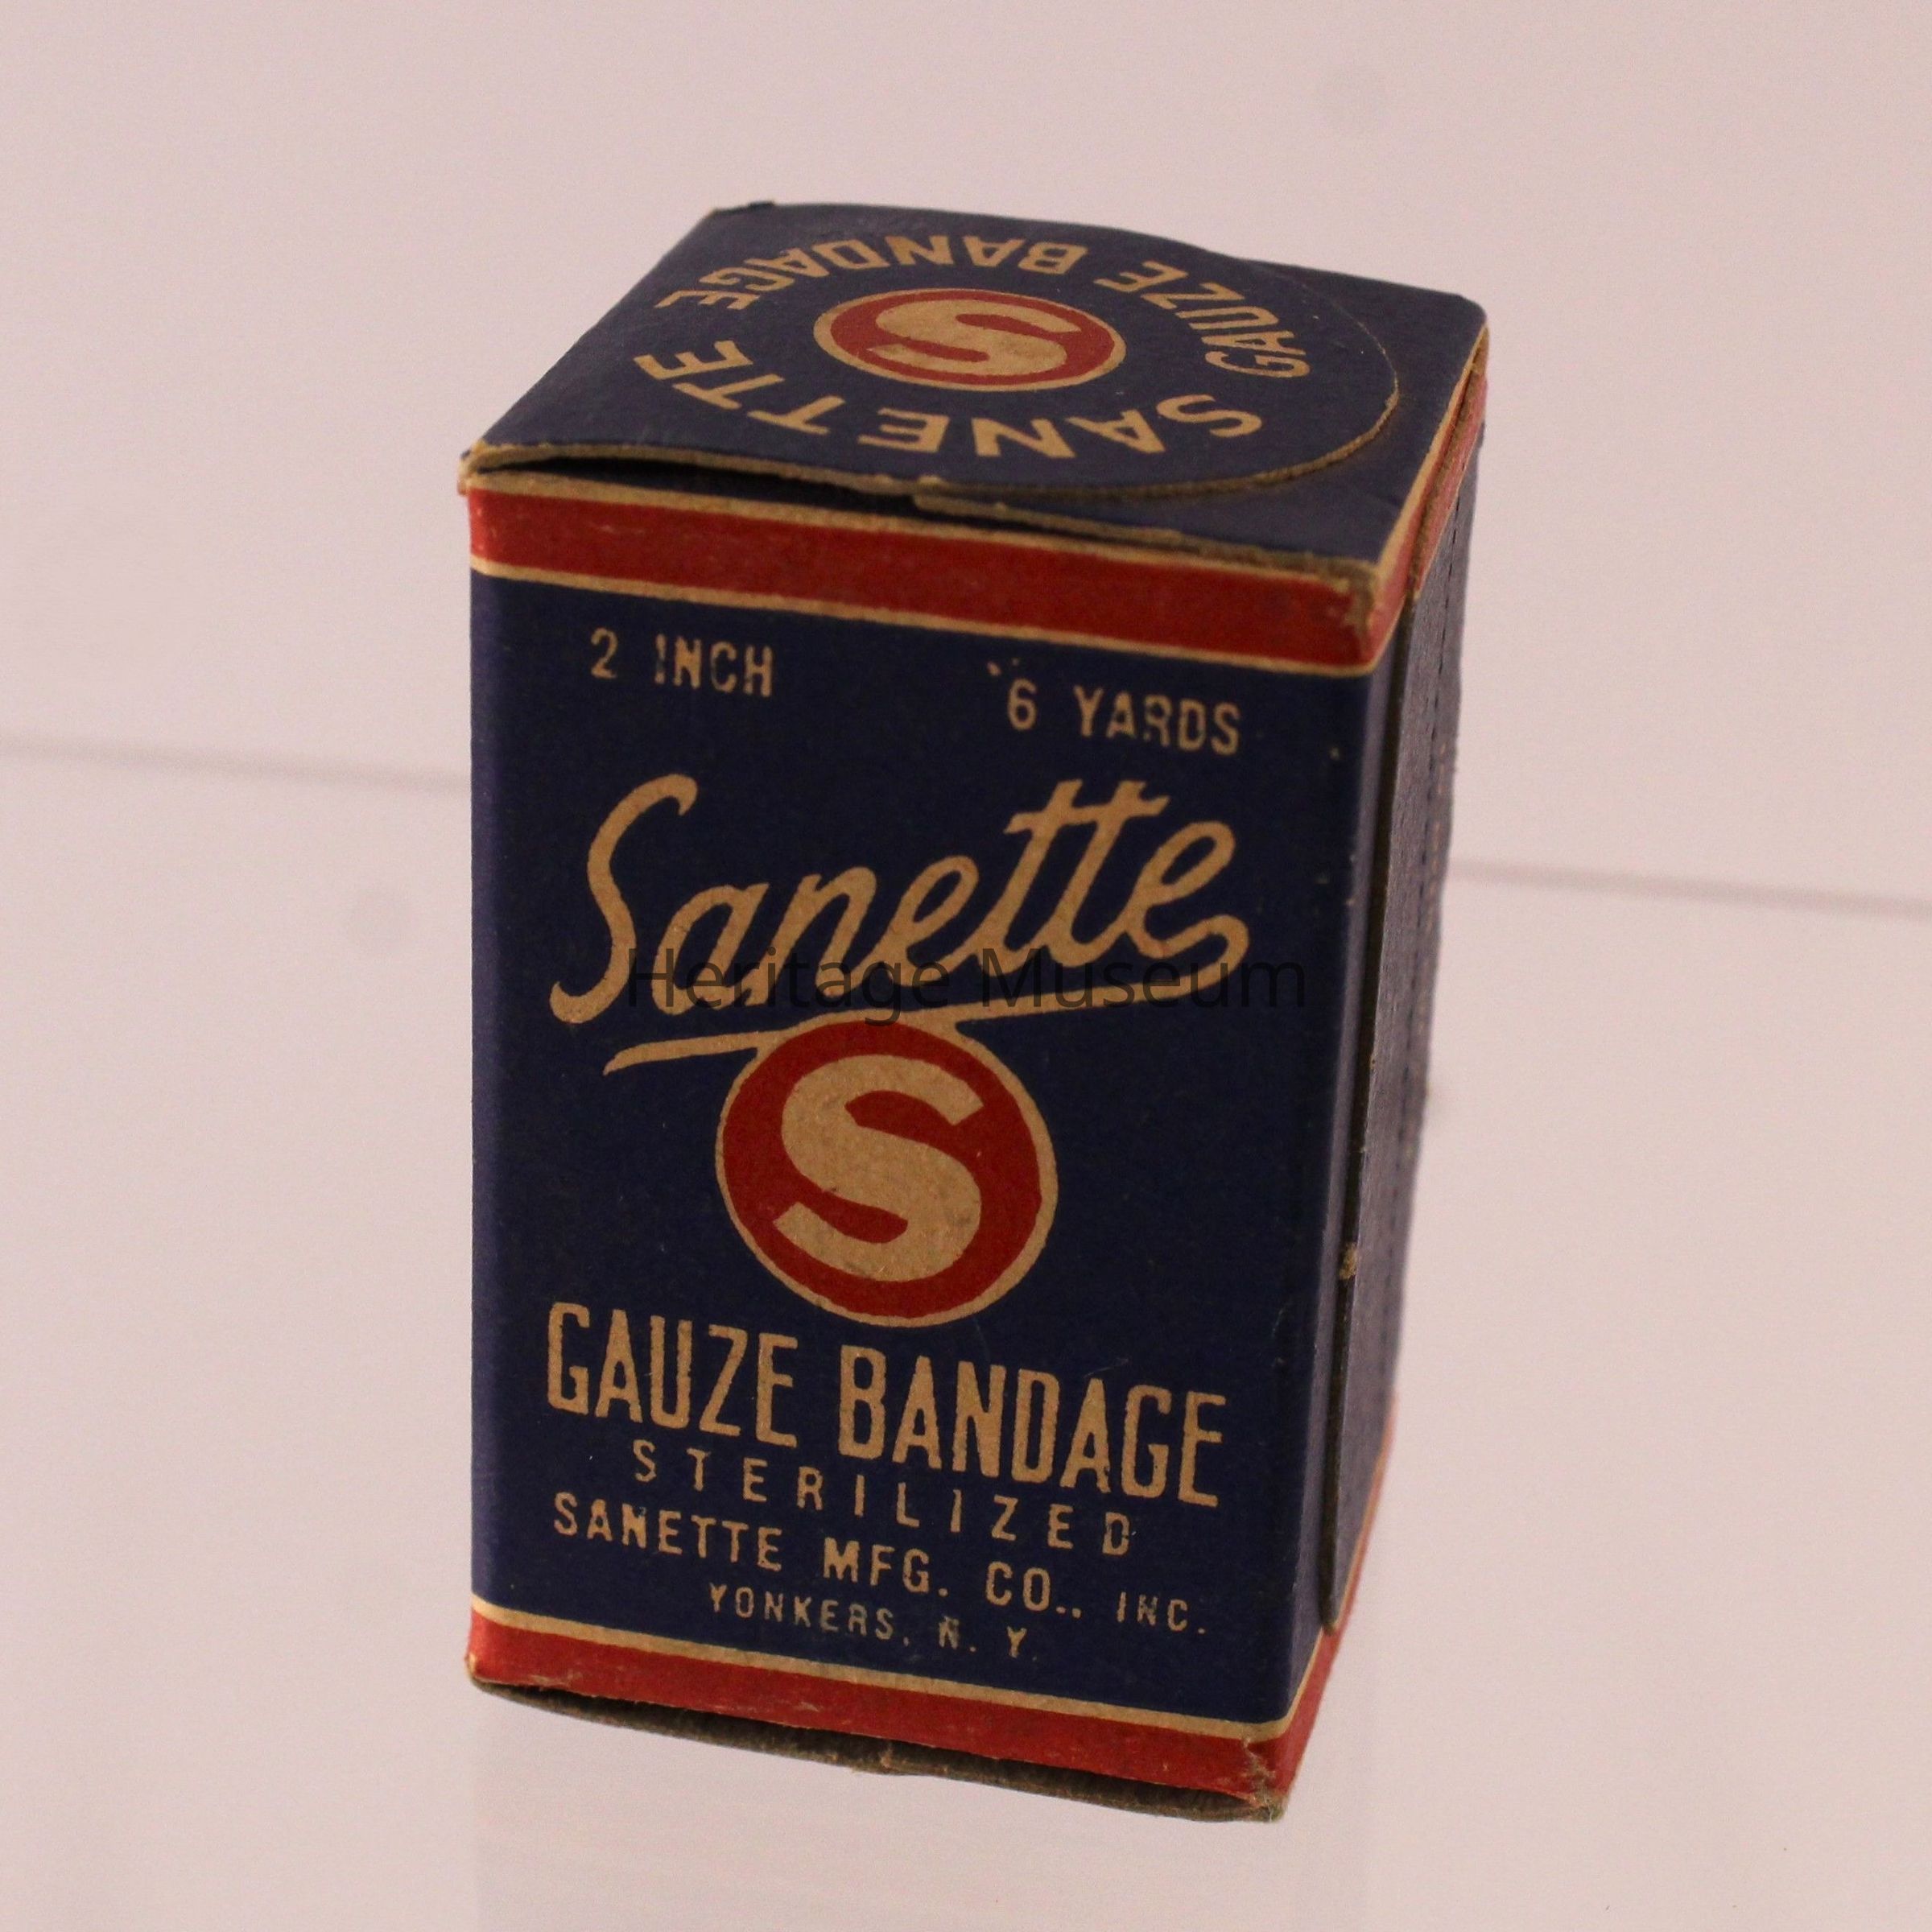 SANETTE
GAUZE BANDAGE
S
2 INCH 6 YARDS
Sanette
Heritage Museum
S
GAUZE BANDAGE
STERILIZED
SANETTE MFG. CO., INC.
YONKERS, N. Y.